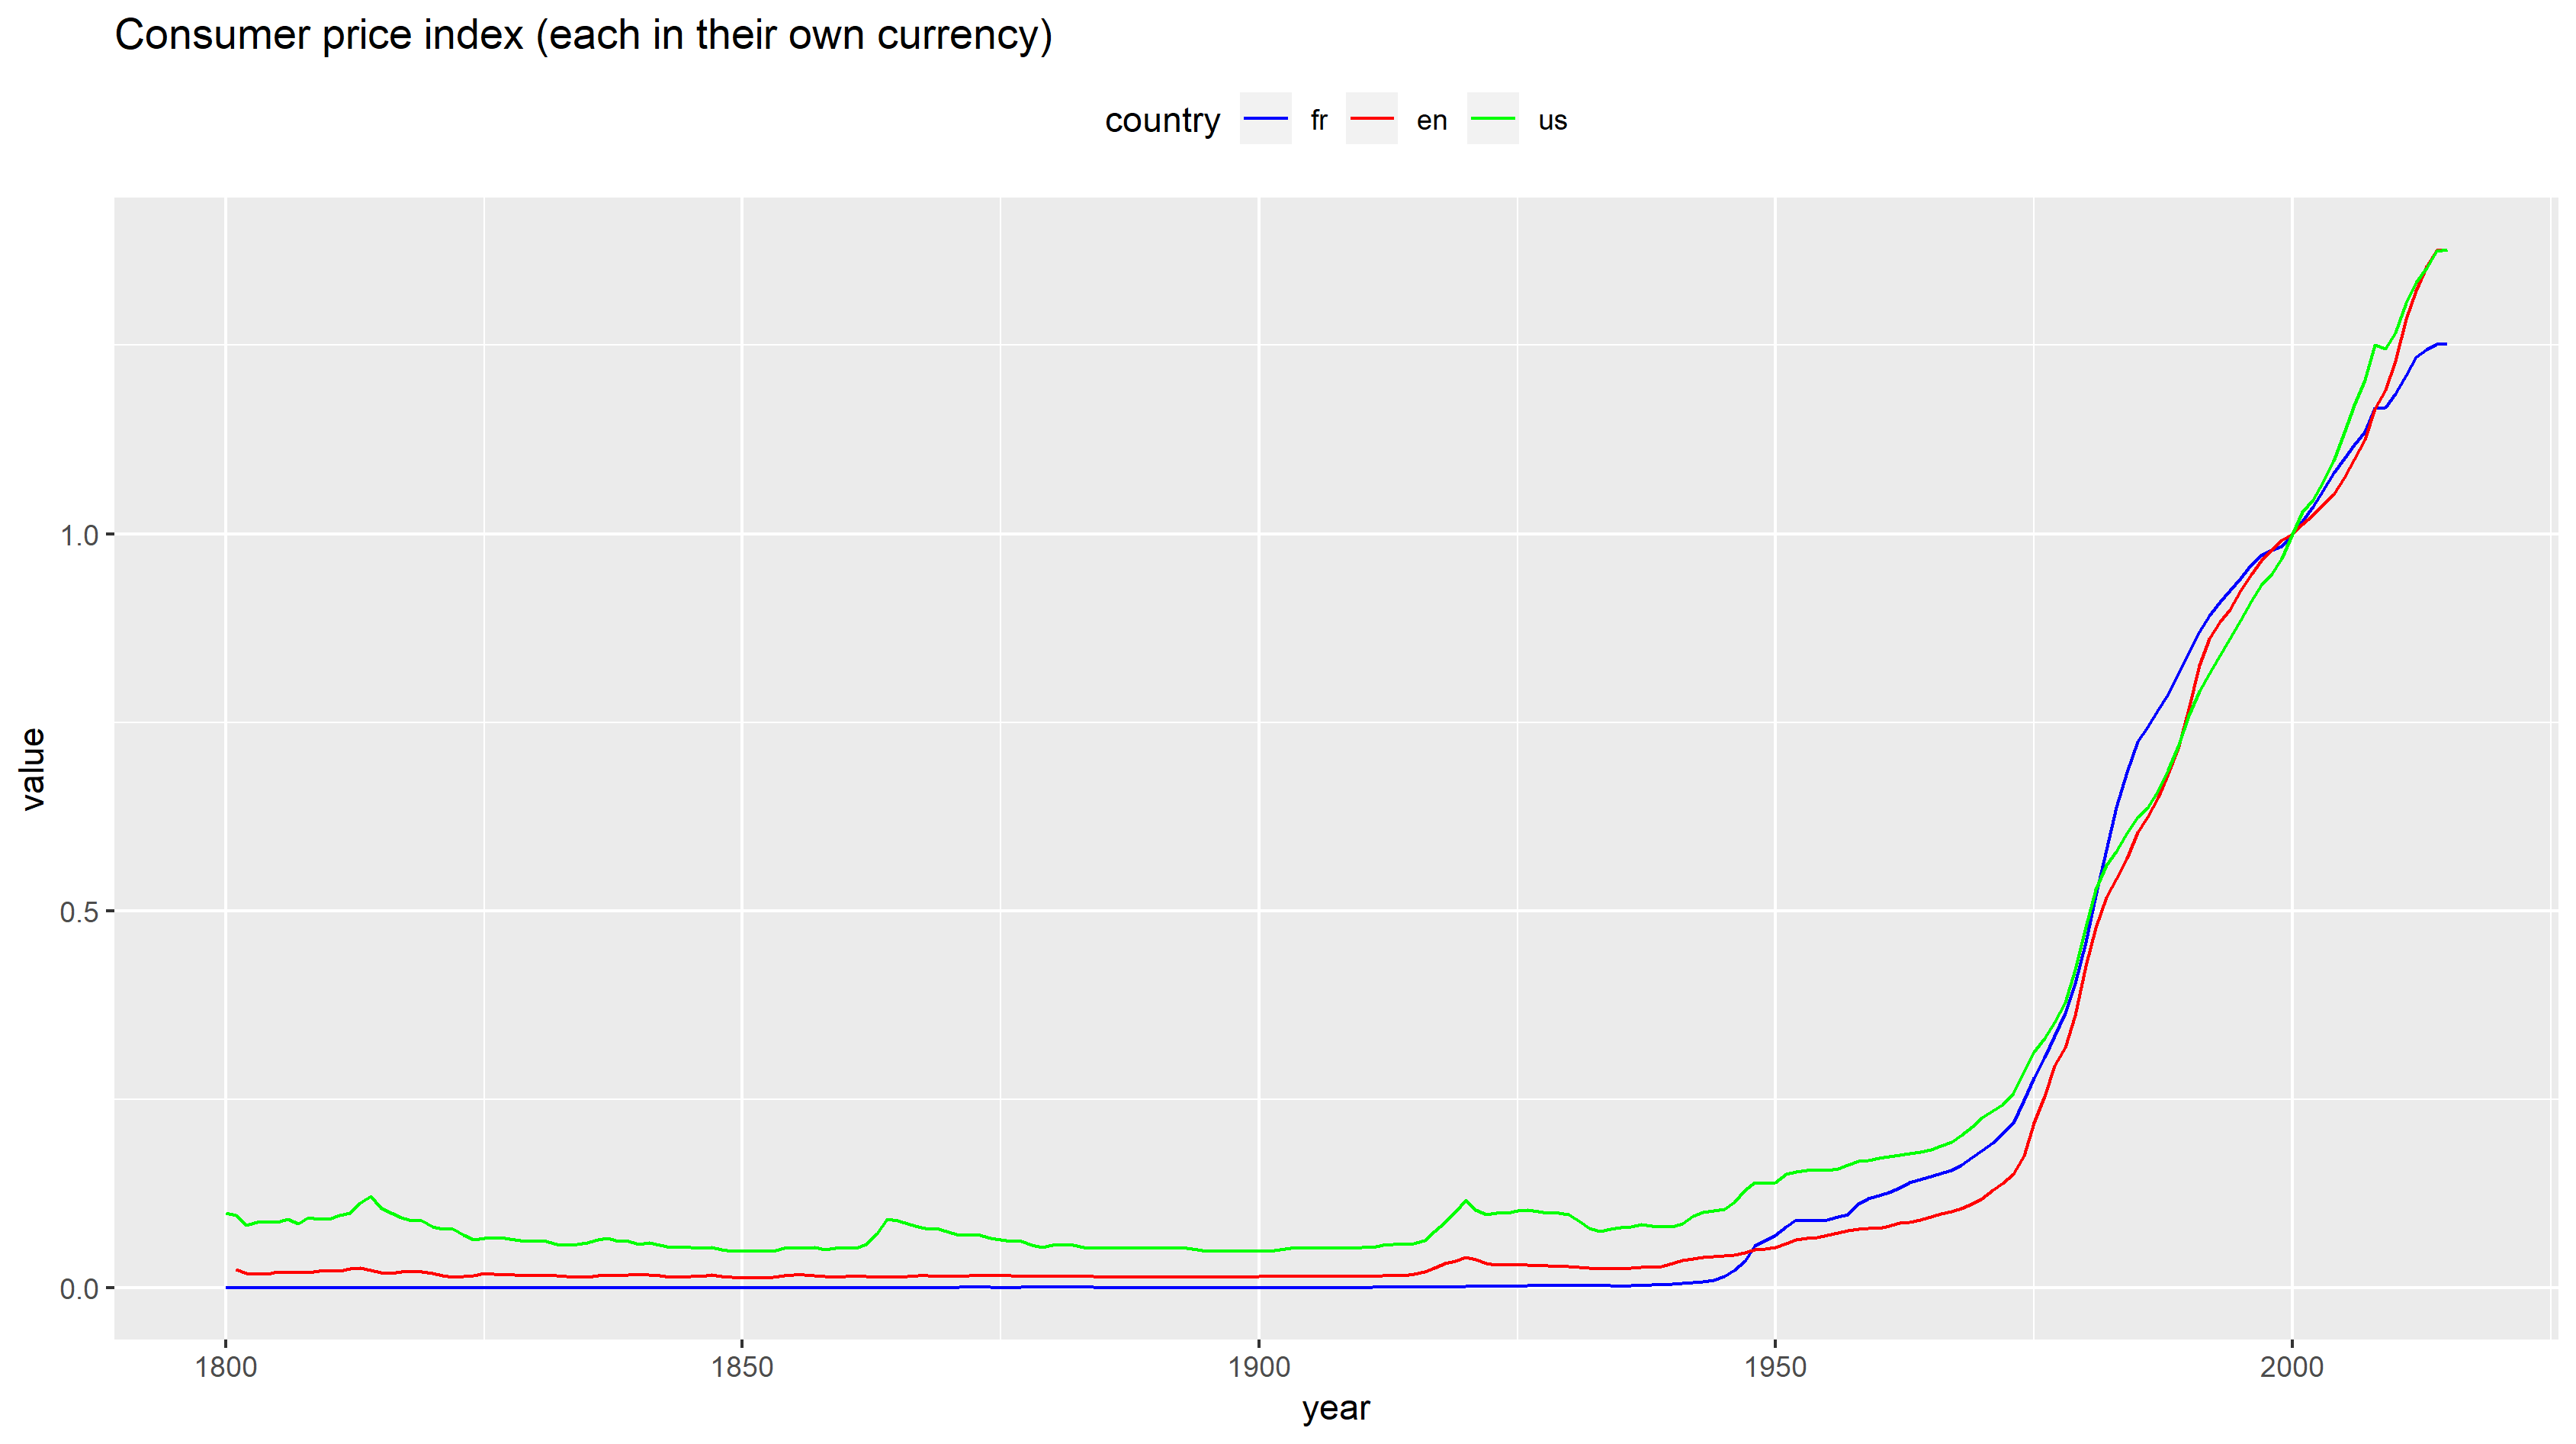 Consumer price index (each in their own currency)
country fr en us
value
1.0
0.5
0.0
1800 1850 1900 1950 2000
year